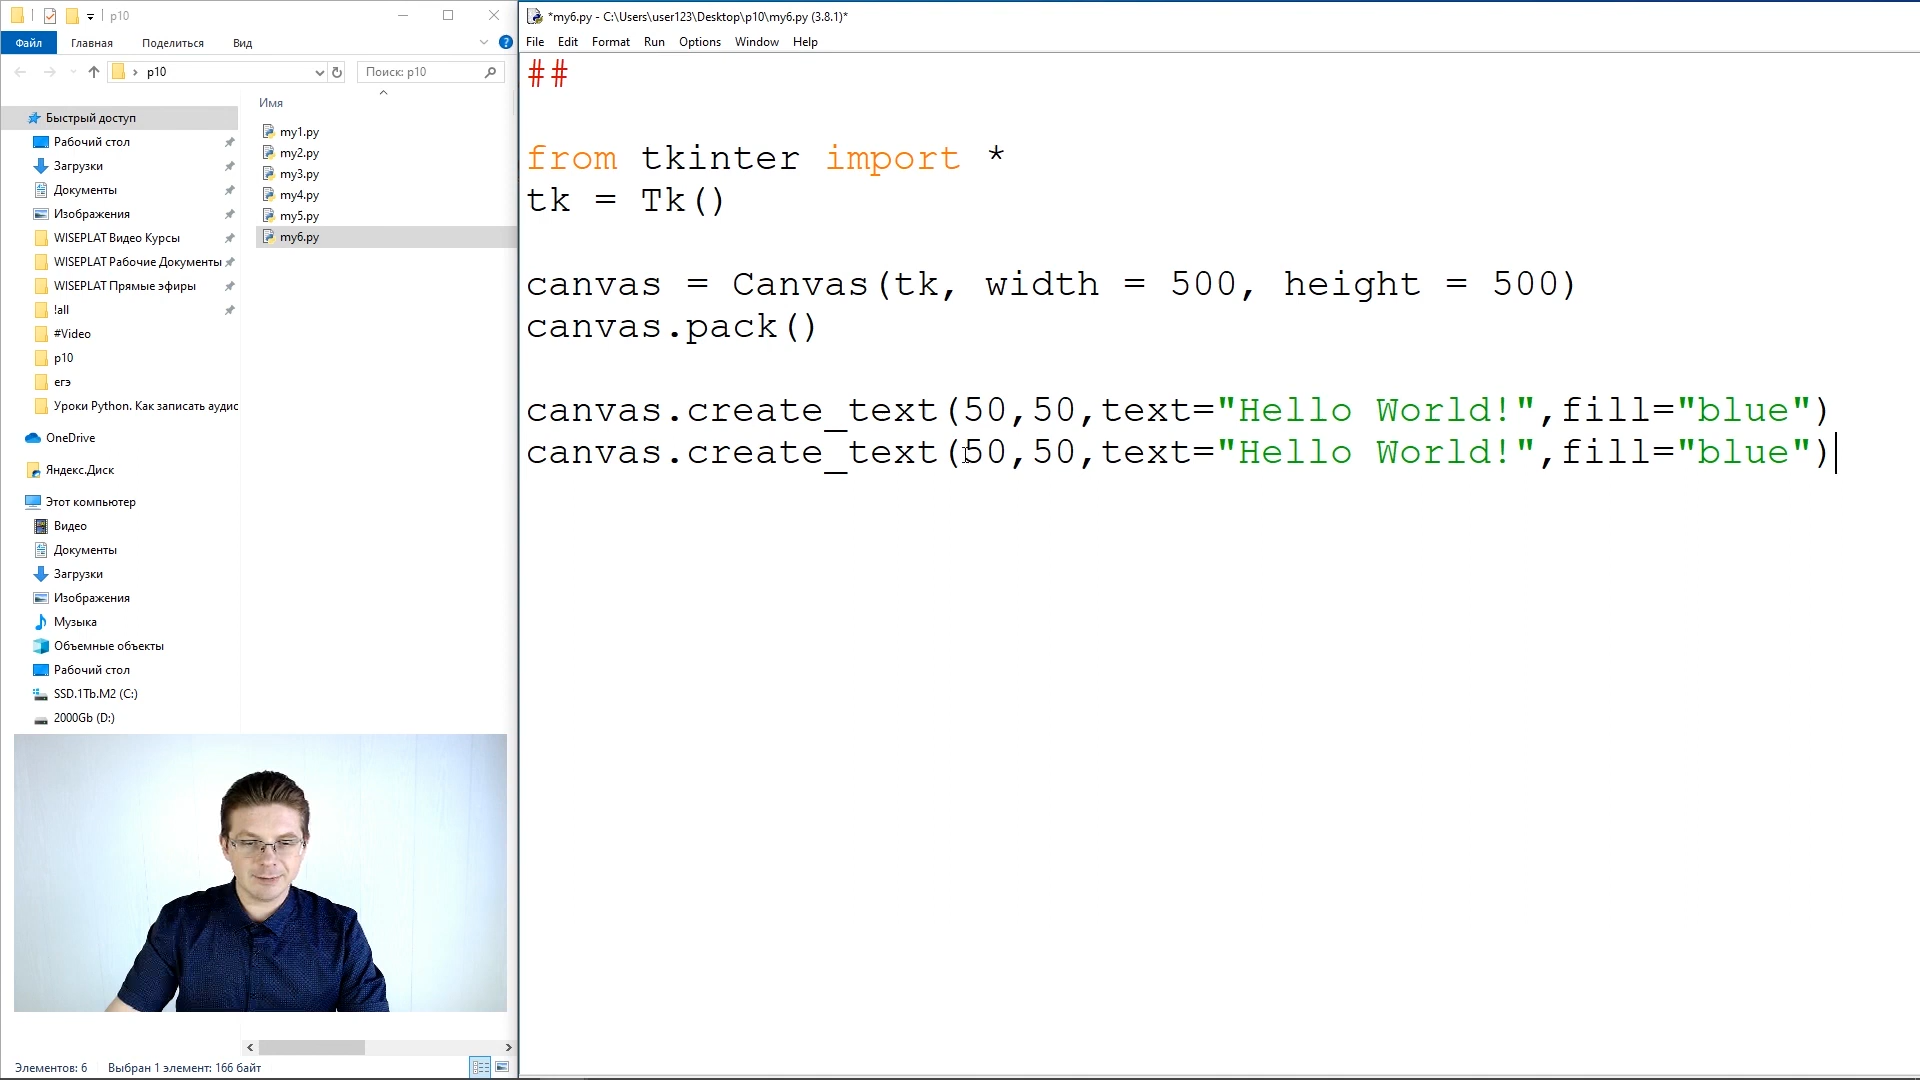 p10
Файл Главная Поделиться Вид
p10
Поиск: p10
Имя
Быстрый доступ
Рабочий стол
Загрузки
Документы
Изображения
WISEPLAT Видео Курсы
WISEPLAT Рабочие Документы
WISEPLAT Прямые эфиры
!all
#Video
p10
егэ
Уроки Python. Как записать аудис
OneDrive
Яндекс.Диск
Этот компьютер
Видео
Документы
Загрузки
Изображения
Музыка
Объемные объекты
Рабочий стол
SSD.1Tb.M2 (C:)
2000Gb (D:)
my1.py
my2.py
my3.py
my4.py
my5.py
my6.py
Элементов: 6 Выбран 1 элемент: 166 байт
*my6.py - C:\Users\user123\Desktop\p10\my6.py (3.8.1)*
File Edit Format Run Options Window Help
##
from tkinter import *
tk = Tk()
canvas = Canvas(tk, width = 500, height = 500)
canvas.pack()
canvas.create_text(50,50,text="Hello World!",fill="blue")
canvas.create_text(50,50,text="Hello World!",fill="blue")